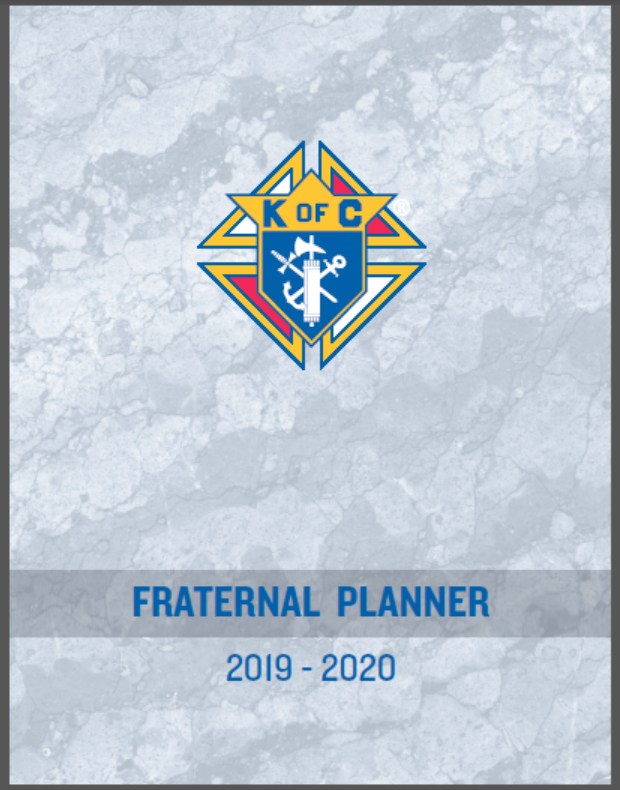 K OF C ®
FRATERNAL PLANNER
2019 - 2020